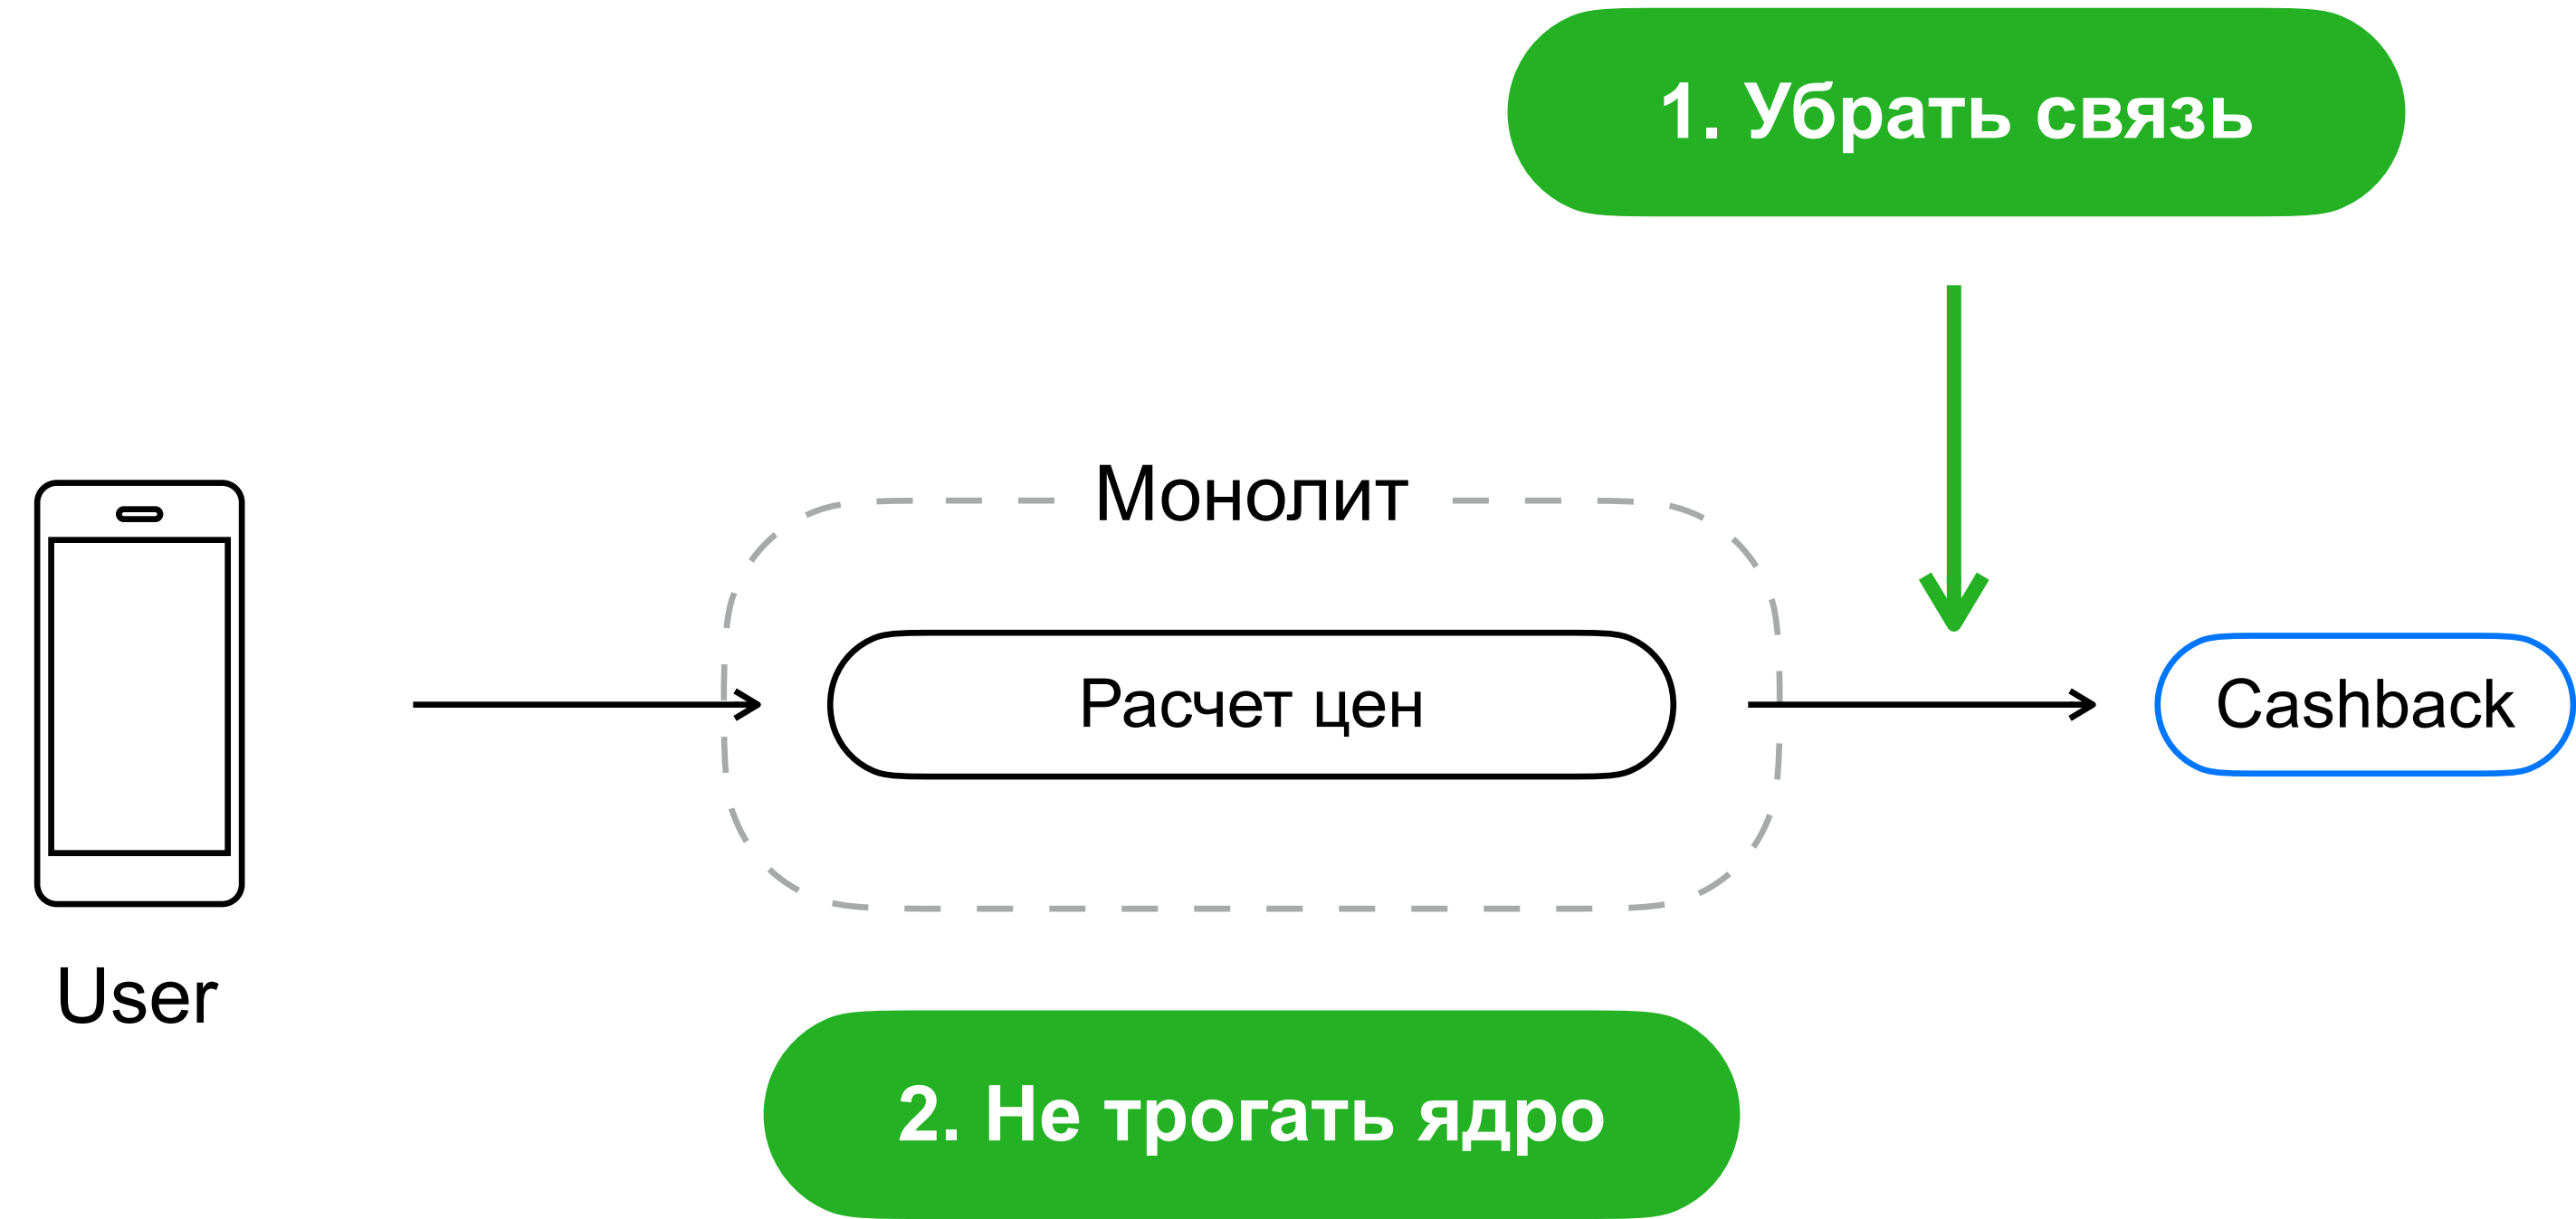 1. Убрать связь
Монолит
Расчет цен
Cashback
User
2. Не трогать ядро